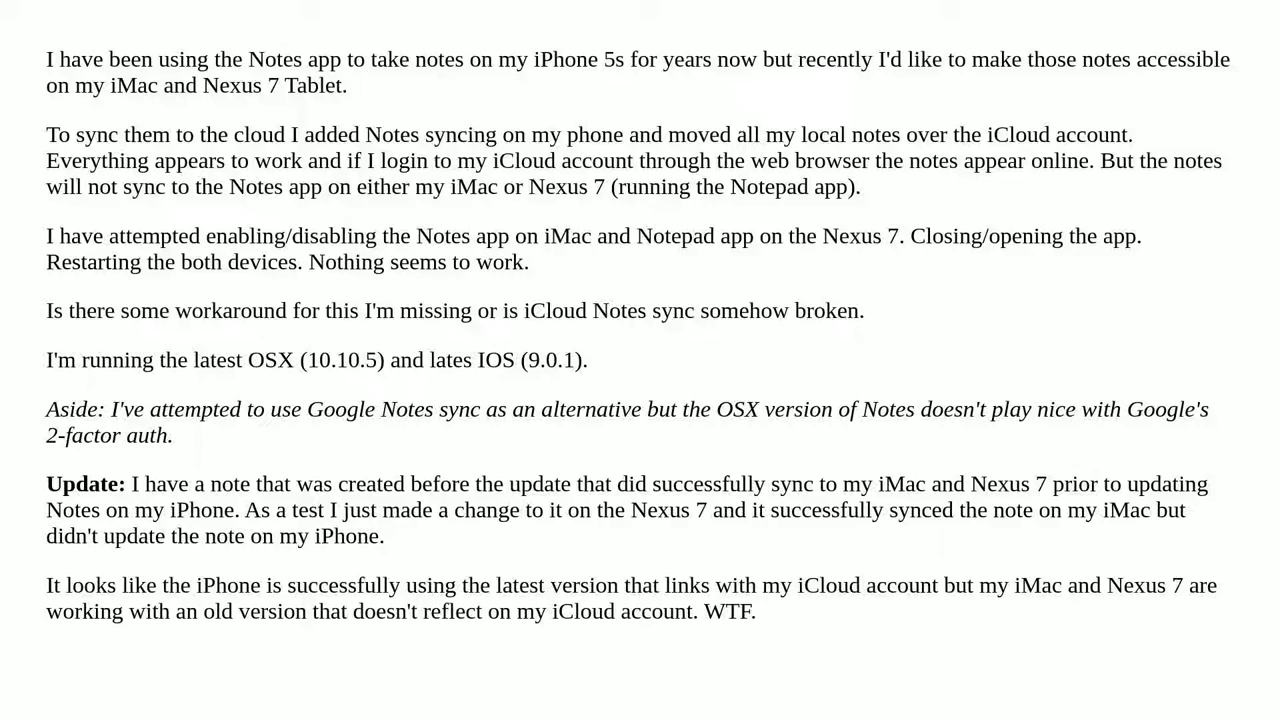 I have been using the Notes app to take notes on my iPhone 5s for years now but recently I'd like to make those notes accessible
on my iMac and Nexus 7 Tablet.
To sync them to the cloud I added Notes syncing on my phone and moved all my local notes over the iCloud account.
Everything appears to work and if I login to my iCloud account through the web browser the notes appear online. But the notes
will not sync to the Notes app on either my iMac or Nexus 7 (running the Notepad app).
I have attempted enabling/disabling the Notes app on iMac and Notepad app on the Nexus 7. Closing/opening the app.
Restarting the both devices. Nothing seems to work.
Is there some workaround for this I'm missing or is iCloud Notes sync somehow broken.
I'm running the latest OSX (10.10.5) and lates IOS (9.0.1).
Aside: I've attempted to use Google Notes sync as an alternative but the OSX version of Notes doesn't play nice with Google's
2-factor auth.
Update: I have a note that was created before the update that did successfully sync to my iMac and Nexus 7 prior to updating
Notes on my iPhone. As a test I just made a change to it on the Nexus 7 and it successfully synced the note on my iMac but
didn't update the note on my iPhone.
It looks like the iPhone is successfully using the latest version that links with my iCloud account but my iMac and Nexus 7 are
working with an old version that doesn't reflect on my iCloud account. WTF.